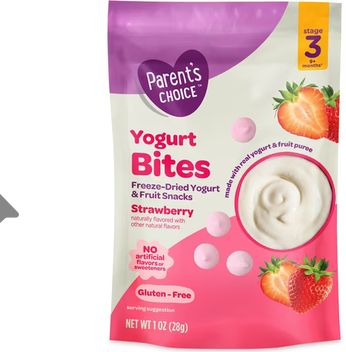 Parent's
CHOICE™
stage
3
9+
months*
Yogurt
Bites
Freeze-Dried Yogurt
& Fruit Snacks
Strawberry
naturally flavored with
other natural flavors
made with real yogurt & fruit puree
NO
artificial
flavors or
sweeteners
Gluten - Free
serving suggestion
NET WT 1 OZ (28g)